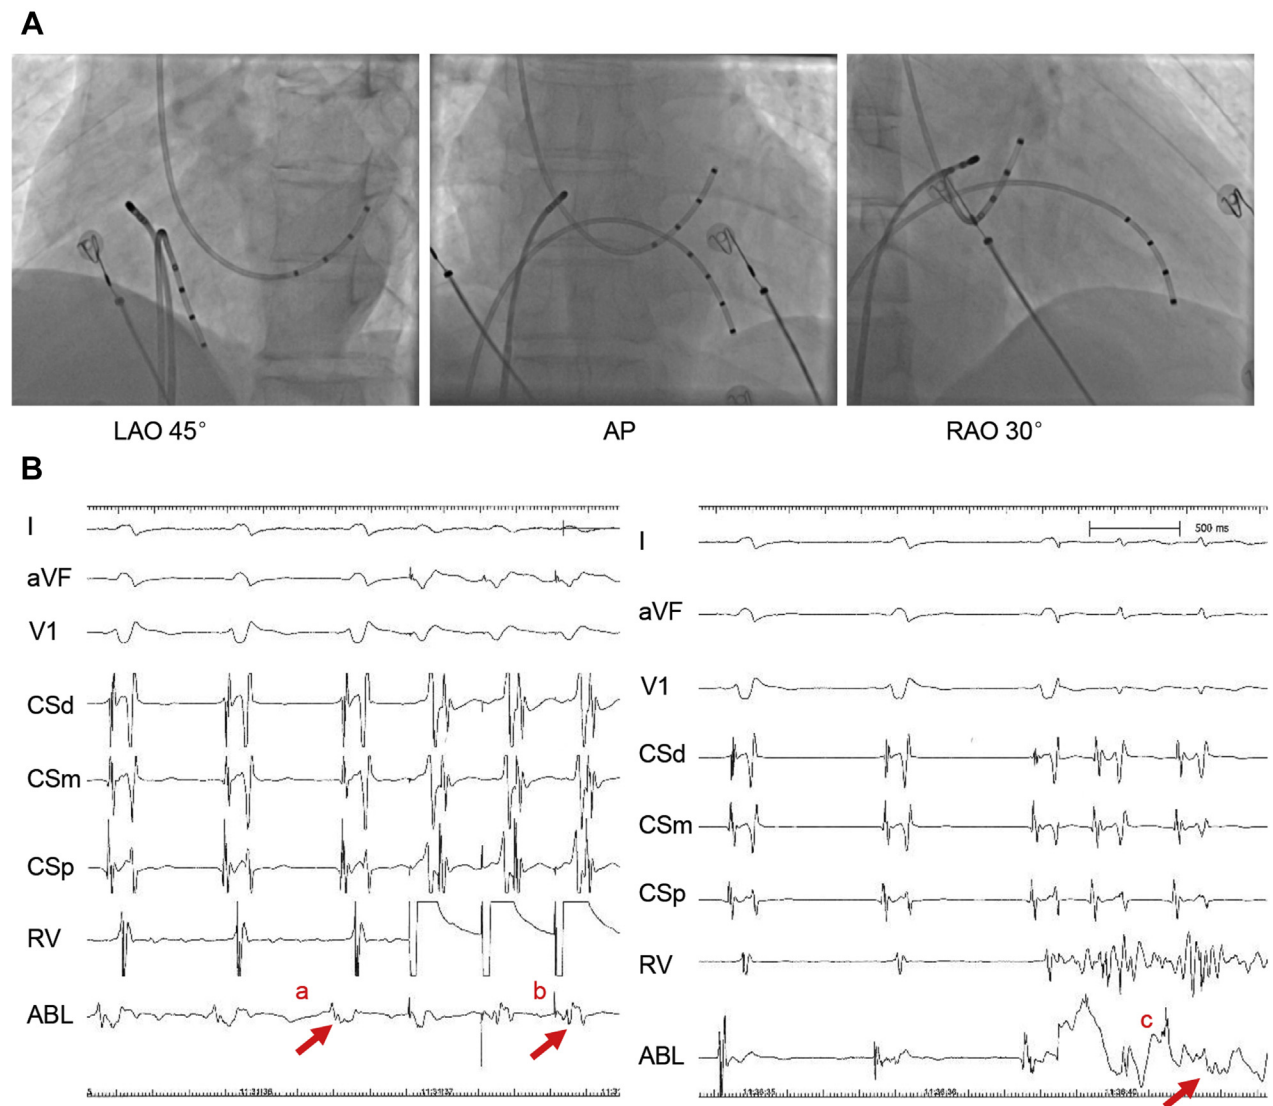 A
LAO 45°
AP
RAO 30°
B
I
aVF
V1
CSd
CSm
CSp
RV
ABL
a
b
I
500 ms
aVF
V1
CSd
CSm
CSp
RV
ABL
c